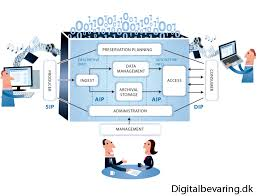 PRESERVATION PLANNING
DATA
MANAGEMENT
INGEST
ACCESS
ARCHIVAL
STORAGE
PRODUCER
CONSUMER
SIP
AIP
AIP
DIP
ADMINISTRATION
MANAGEMENT
Digitalbevaring.dk